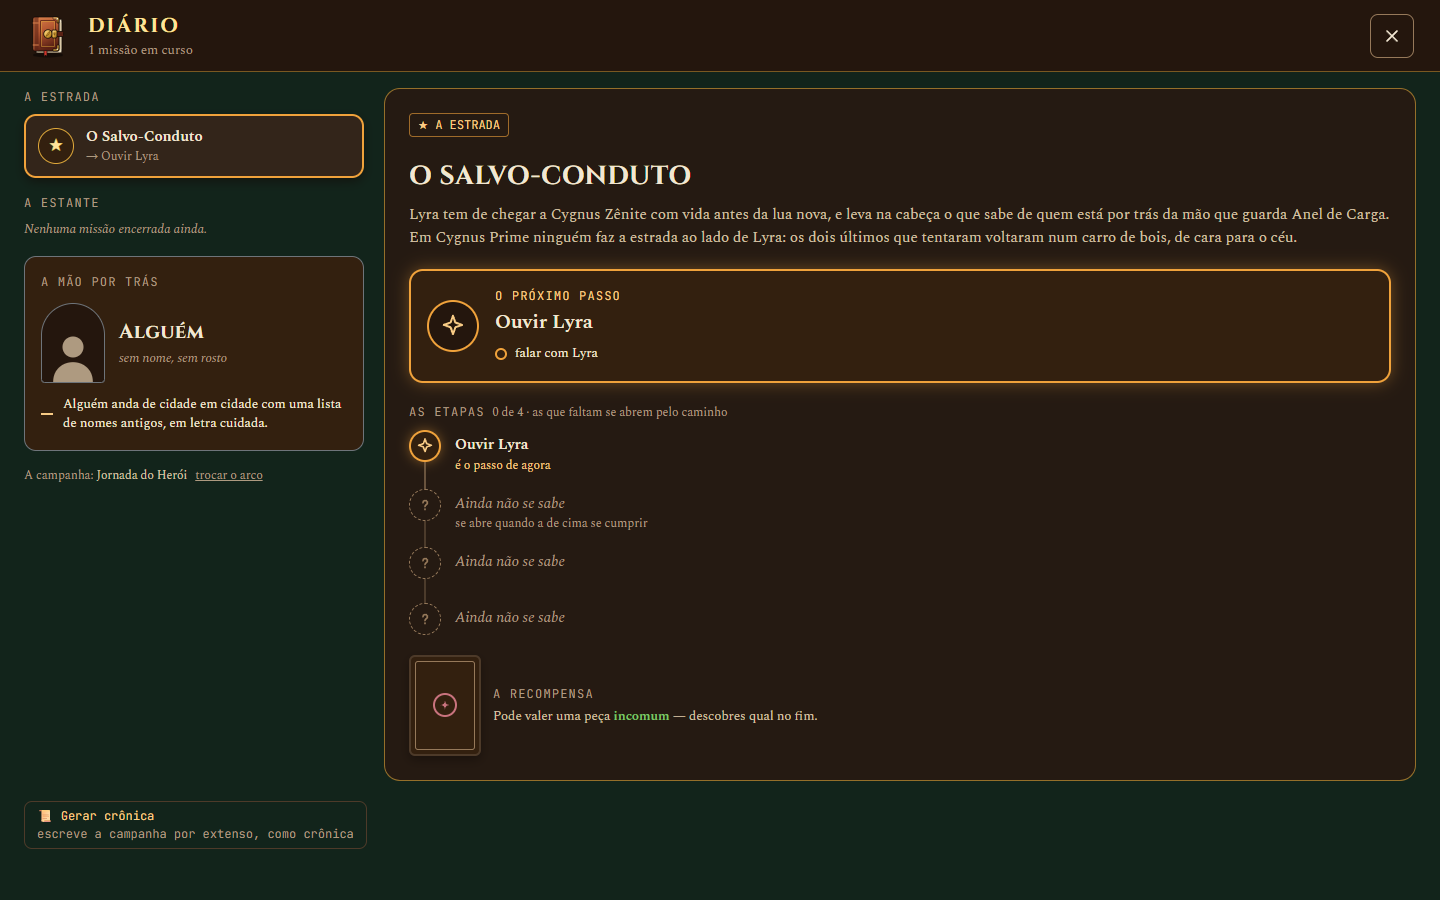 DIÁRIO
1 missão em curso
A ESTRADA
O Salvo-Conduto
→ Ouvir Lyra
A ESTANTE
Nenhuma missão encerrada ainda.
A MÃO POR TRÁS
ALGUÉM
sem nome, sem rosto
Alguém anda de cidade em cidade com uma lista
de nomes antigos, em letra cuidada.
A campanha: Jornada do Herói trocar o arco
★ A ESTRADA
O SALVO-CONDUTO
Lyra tem de chegar a Cygnus Zênite com vida antes da lua nova, e leva na cabeça o que sabe de quem está por trás da mão que guarda Anel de Carga.
Em Cygnus Prime ninguém faz a estrada ao lado de Lyra: os dois últimos que tentaram voltaram num carro de bois, de cara para o céu.
O PRÓXIMO PASSO
Ouvir Lyra
falar com Lyra
AS ETAPAS 0 de 4 · as que faltam se abrem pelo caminho
Ouvir Lyra
é o passo de agora
?
Ainda não se sabe
se abre quando a de cima se cumprir
?
Ainda não se sabe
?
Ainda não se sabe
A RECOMPENSA
Pode valer uma peça incomum — descobres qual no fim.
Gerar crônica
escreve a campanha por extenso, como crônica